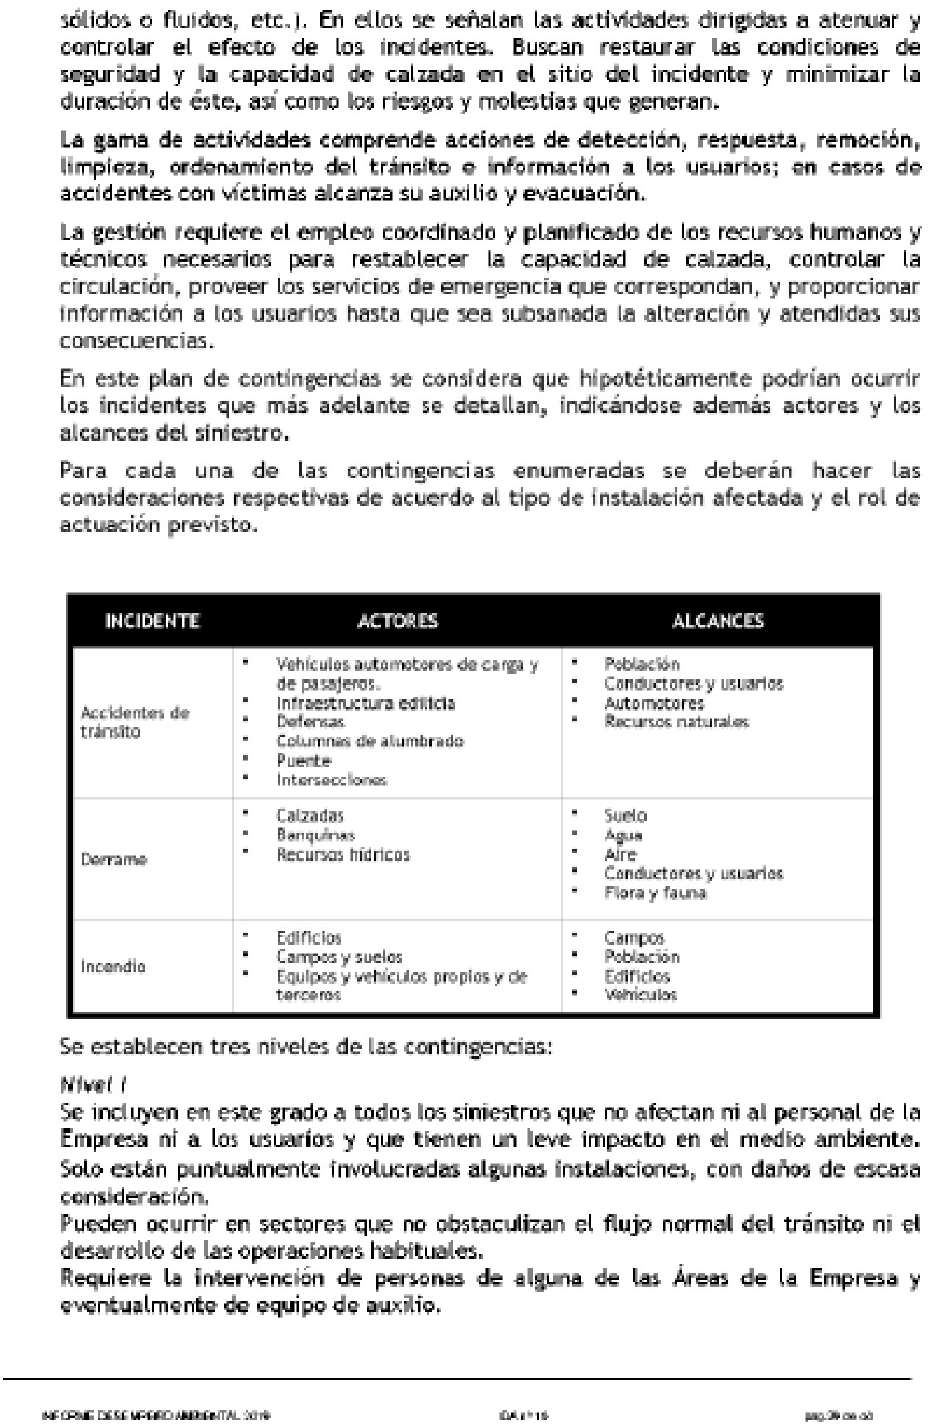 sólidos o fluidos, etc.). En ellos se señalan las actividades dirigidas a atenuar y
controlar el efecto de los incidentes. Buscan restaurar las condiciones de
seguridad y la capacidad de calzada en el sitio del incidente y minimizar la
duración de éste, así como los riesgos y molestias que generan.
La gama de actividades comprende acciones de detección, respuesta, remoción,
limpieza, ordenamiento del tránsito e información a los usuarios; en casos de
accidentes con víctimas alcanza su auxilio y evacuación.
La gestión requiere el empleo coordinado y planificado de los recursos humanos y
técnicos necesarios para restablecer la capacidad de calzada, controlar la
circulación, proveer los servicios de emergencia que correspondan, y proporcionar
información a los usuarios hasta que sea subsanada la alteración y atendidas sus
consecuencias.
En este plan de contingencias se considera que hipotéticamente podrían ocurrir
los incidentes que más adelante se detallan, indicándose además actores y los
alcances del siniestro.
Para cada una de las contingencias enumeradas se deberán hacer las
consideraciones respectivas de acuerdo al tipo de instalación afectada y el rol de
actuación previsto.
INCIDENTE ACTORES ALCANCES
Accidentes de
tránsito
▪ Vehículos automotores de carga y
de pasajeros.
▪ Infraestructura edilicia
▪ Defensas
▪ Columnas de alumbrado
▪ Puente
▪ Intersecciones
▪ Población
▪ Conductores y usuarios
▪ Automotores
▪ Recursos naturales
Derrame
▪ Calzadas
▪ Banquinas
▪ Recursos hídricos
▪ Suelo
▪ Agua
▪ Aire
▪ Conductores y usuarios
▪ Flora y fauna
Incendio
▪ Edificios
▪ Campos y suelos
▪ Equipos y vehículos propios y de
terceros
▪ Campos
▪ Población
▪ Edificios
▪ Vehículos
Se establecen tres niveles de las contingencias:
Nivel I
Se incluyen en este grado a todos los siniestros que no afectan ni al personal de la
Empresa ni a los usuarios y que tienen un leve impacto en el medio ambiente.
Solo están puntualmente involucradas algunas instalaciones, con daños de escasa
consideración.
Pueden ocurrir en sectores que no obstaculizan el flujo normal del tránsito ni el
desarrollo de las operaciones habituales.
Requiere la intervención de personas de alguna de las Áreas de la Empresa y
eventualmente de equipo de auxilio.
INFORME DESEMPEÑO AMBIENTAL 2019